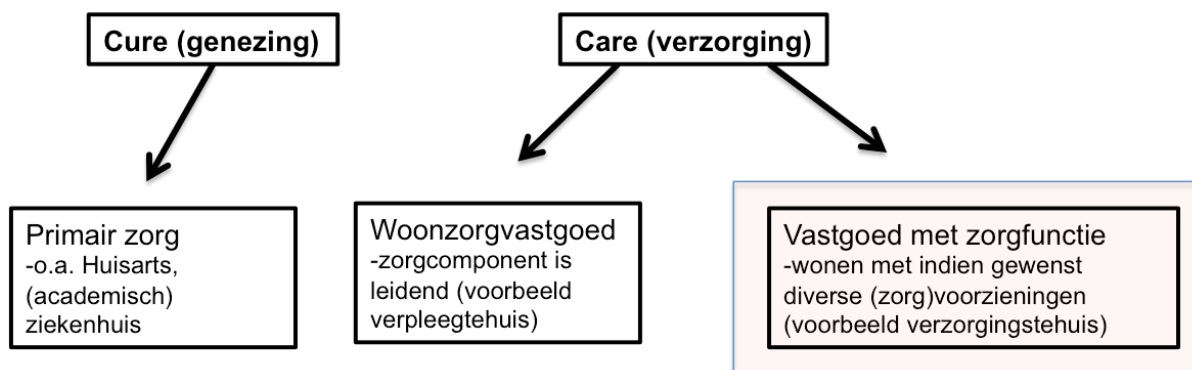 Cure (genezing)
Care (verzorging)
Primair zorg
-o.a. Huisarts,
(academisch)
ziekenhuis
Woonzorgvastgoed
-zorgcomponent is
leidend (voorbeeld
verpleegtehuis)
Vastgoed met zorgfunctie
-wonen met indien gewenst
diverse (zorg)voorzieningen
(voorbeeld verzorgingstehuis)